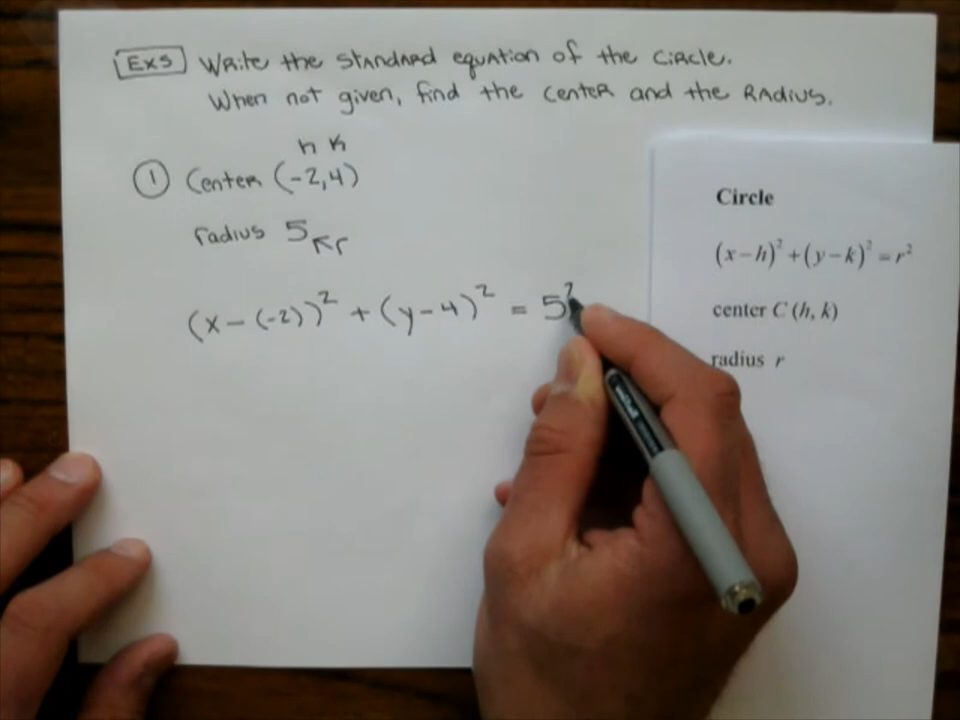 Exs Write the standard equation of the circle.
When not given, find the center and the radius.
h k
① Center (-2,4)
radius 5 ↖r
(x-(-2))² + (y-4)² = 5²
Circle
(x-h)² + (y-k)² = r²
center C (h, k)
radius r